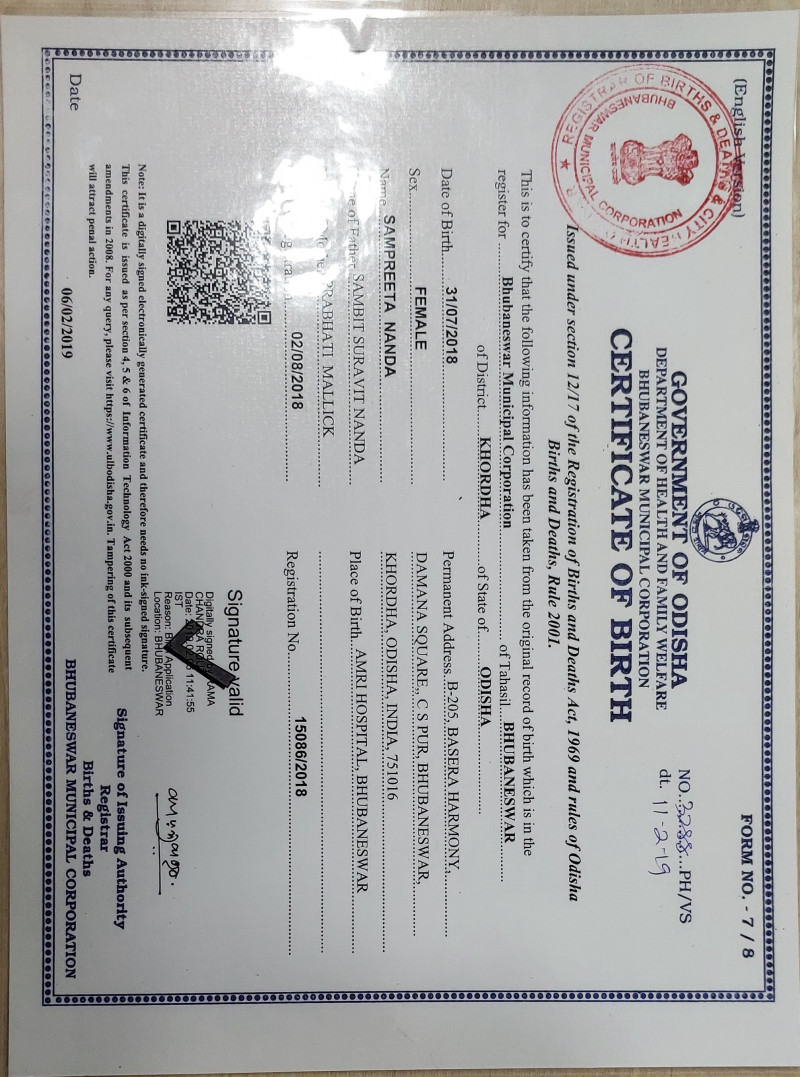 (English Version)
FORM NO. - 7 / 8
REGISTRAR OF BIRTHS & DEATHS & CITY HEALTH
BHUBANESWAR MUNICIPAL CORPORATION
GOVERNMENT OF ODISHA
DEPARTMENT OF HEALTH AND FAMILY WELFARE
BHUBANESWAR MUNICIPAL CORPORATION
CERTIFICATE OF BIRTH
NO. PH/VS
dt. 11-2-19
Issued under section 12/17 of the Registration of Births and Deaths Act, 1969 and rules of Odisha
Births and Deaths, Rule 2001.
This is to certify that the following information has been taken from the original record of birth which is in the
register for Bhubaneswar Municipal Corporation of Tahasil BHUBANESWAR
of District KHORDHA of State of ODISHA
Date of Birth 31/07/2018
Sex FEMALE
Name SAMPREETA NANDA
of Father SAMBIT SURAVIT NANDA
PRABHATI MALLICK
02/08/2018
Permanent Address. B-205, BASERA HARMONY,
DAMANA SQUARE,, C S PUR, BHUBANESWAR,
KHORDHA, ODISHA, INDIA, 751016
Place of Birth. AMRI HOSPITAL, BHUBANESWAR
Registration No. 15086/2018
Signature valid
Digitally signed
CHANDRA
Date: 11:41:55
IST
Reason: Application
Location: BHUBANESWAR
Note: It is a digitally signed electronically generated certificate and therefore needs no ink-signed signature.
This certificate is issued as per section 4, 5 & 6 of Information Technology Act 2000 and its subsequent
amendments in 2008. For any query, please visit https://www.ulbodisha.gov.in. Tampering of this certificate
will attract penal action.
Date 06/02/2019
Signature of Issuing Authority
Registrar
Births & Deaths
BHUBANESWAR MUNICIPAL CORPORATION